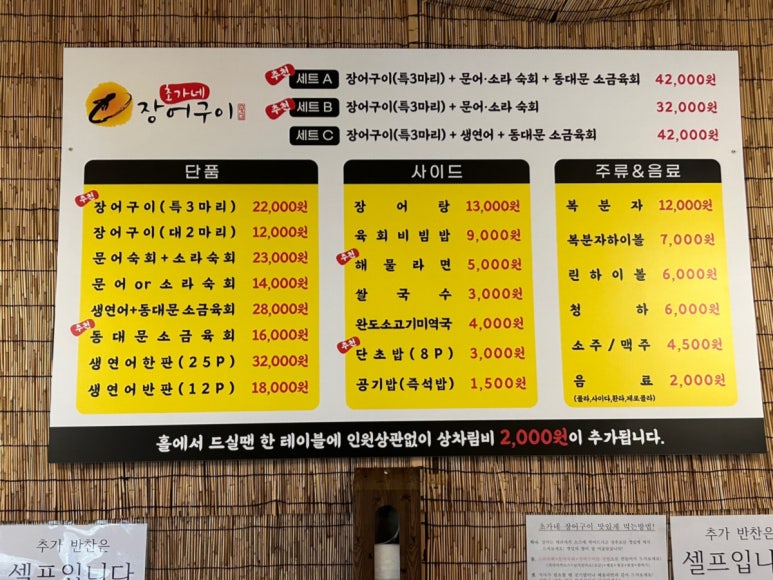 초가네
장어구이
추천 세트 A 장어구이(특3마리) + 문어·소라 숙회 + 동대문 소금육회 42,000원
추천 세트 B 장어구이(특3마리) + 문어·소라 숙회 32,000원
세트 C 장어구이(특3마리) + 생연어 + 동대문 소금육회 42,000원
단품
추천
장어구이(특3마리) 22,000원
장어구이(대2마리) 12,000원
문어숙회+소라숙회 23,000원
문어or소라숙회 14,000원
생연어+동대문소금육회 28,000원
추천
동대문소금육회 16,000원
생연어한판(25P) 32,000원
생연어반판(12P) 18,000원
사이드
장어탕 13,000원
육회비빔밥 9,000원
추천
해물라면 5,000원
쌀국수 3,000원
완도소고기미역국 4,000원
추천
단초밥(8P) 3,000원
공기밥(즉석밥) 1,500원
주류&음료
복분자 12,000원
복분자하이볼 7,000원
린하이볼 6,000원
청하 6,000원
소주/맥주 4,500원
음료 2,000원
(콜라,사이다,환타,제로콜라)
홀에서 드실땐 한 테이블에 인원상관없이 상차림비 2,000원이 추가됩니다.
추가 반찬은
셀프입니다
초가네 장어구이 맛있게 먹는방법!
추가 반찬은
셀프입니